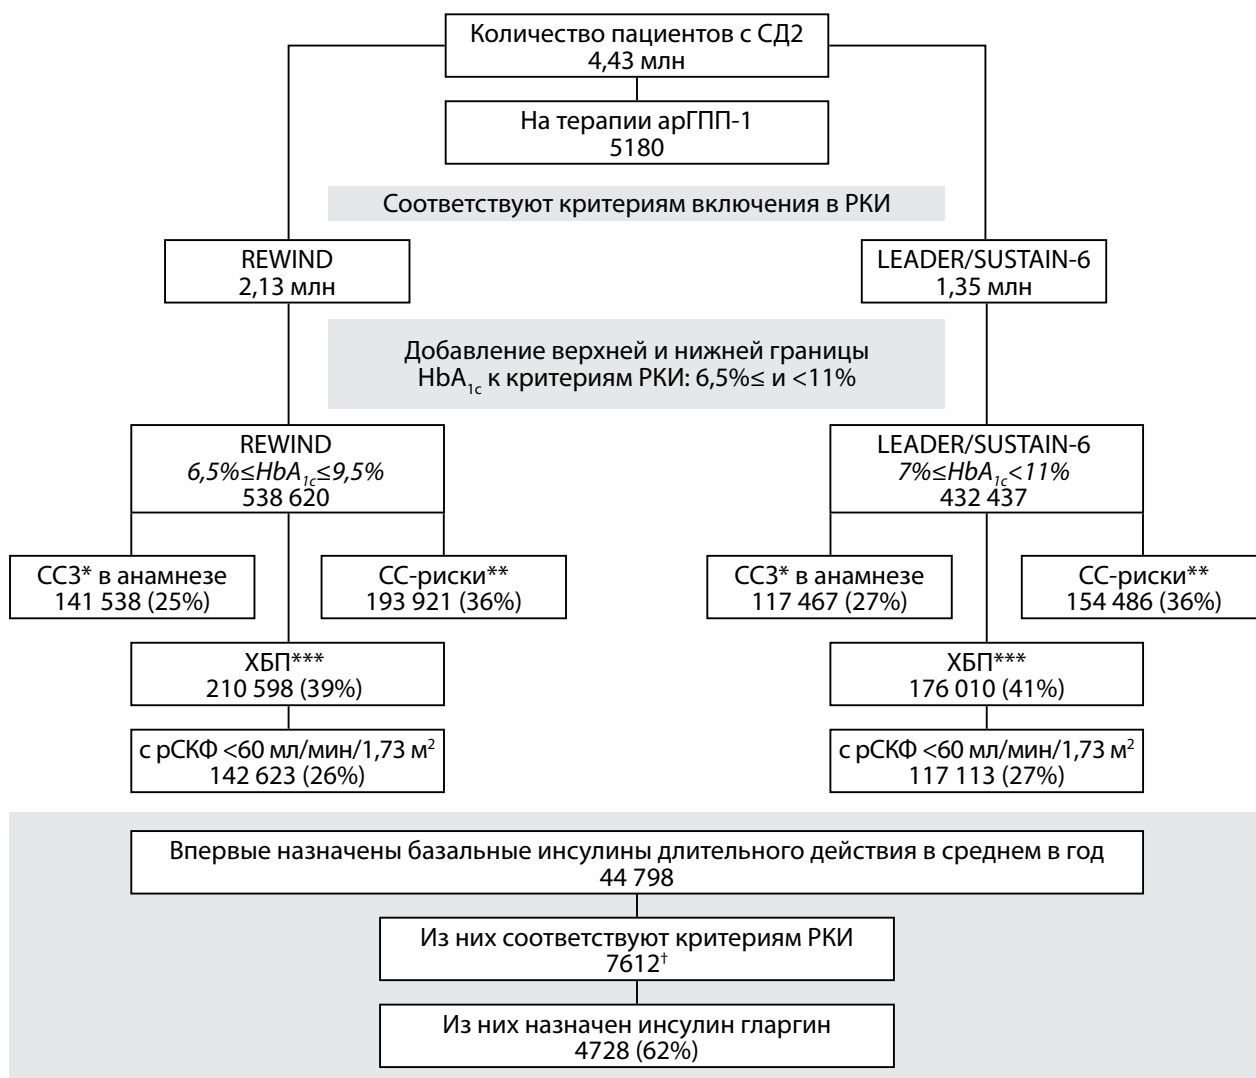 Количество пациентов с СД2
4,43 млн
На терапии арГПП-1
5180
Соответствуют критериям включения в РКИ
REWIND
2,13 млн
LEADER/SUSTAIN-6
1,35 млн
Добавление верхней и нижней границы
HbA1c к критериям РКИ: 6,5%≤ и <11%
REWIND
6,5%≤HbA1c≤9,5%
538 620
LEADER/SUSTAIN-6
7%≤HbA1c<11%
432 437
ССЗ* в анамнезе
141 538 (25%)
СС-риски**
193 921 (36%)
ССЗ* в анамнезе
117 467 (27%)
СС-риски**
154 486 (36%)
ХБП***
210 598 (39%)
ХБП***
176 010 (41%)
с рСКФ <60 мл/мин/1,73 м²
142 623 (26%)
с рСКФ <60 мл/мин/1,73 м²
117 113 (27%)
Впервые назначены базальные инсулины длительного действия в среднем в год
44 798
Из них соответствуют критериям РКИ
7612†
Из них назначен инсулин гларгин
4728 (62%)